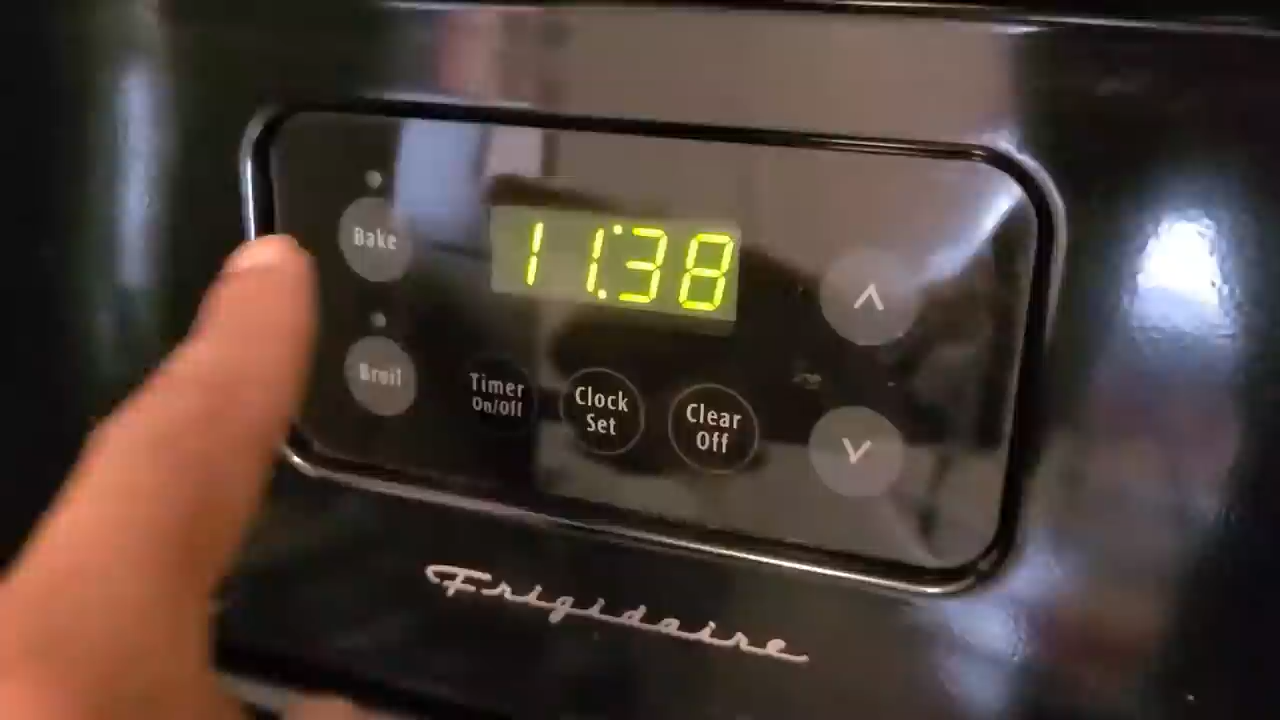 Bake
11:38
Broil
Timer
On/Off
Clock
Set
Clear
Off
Frigidaire